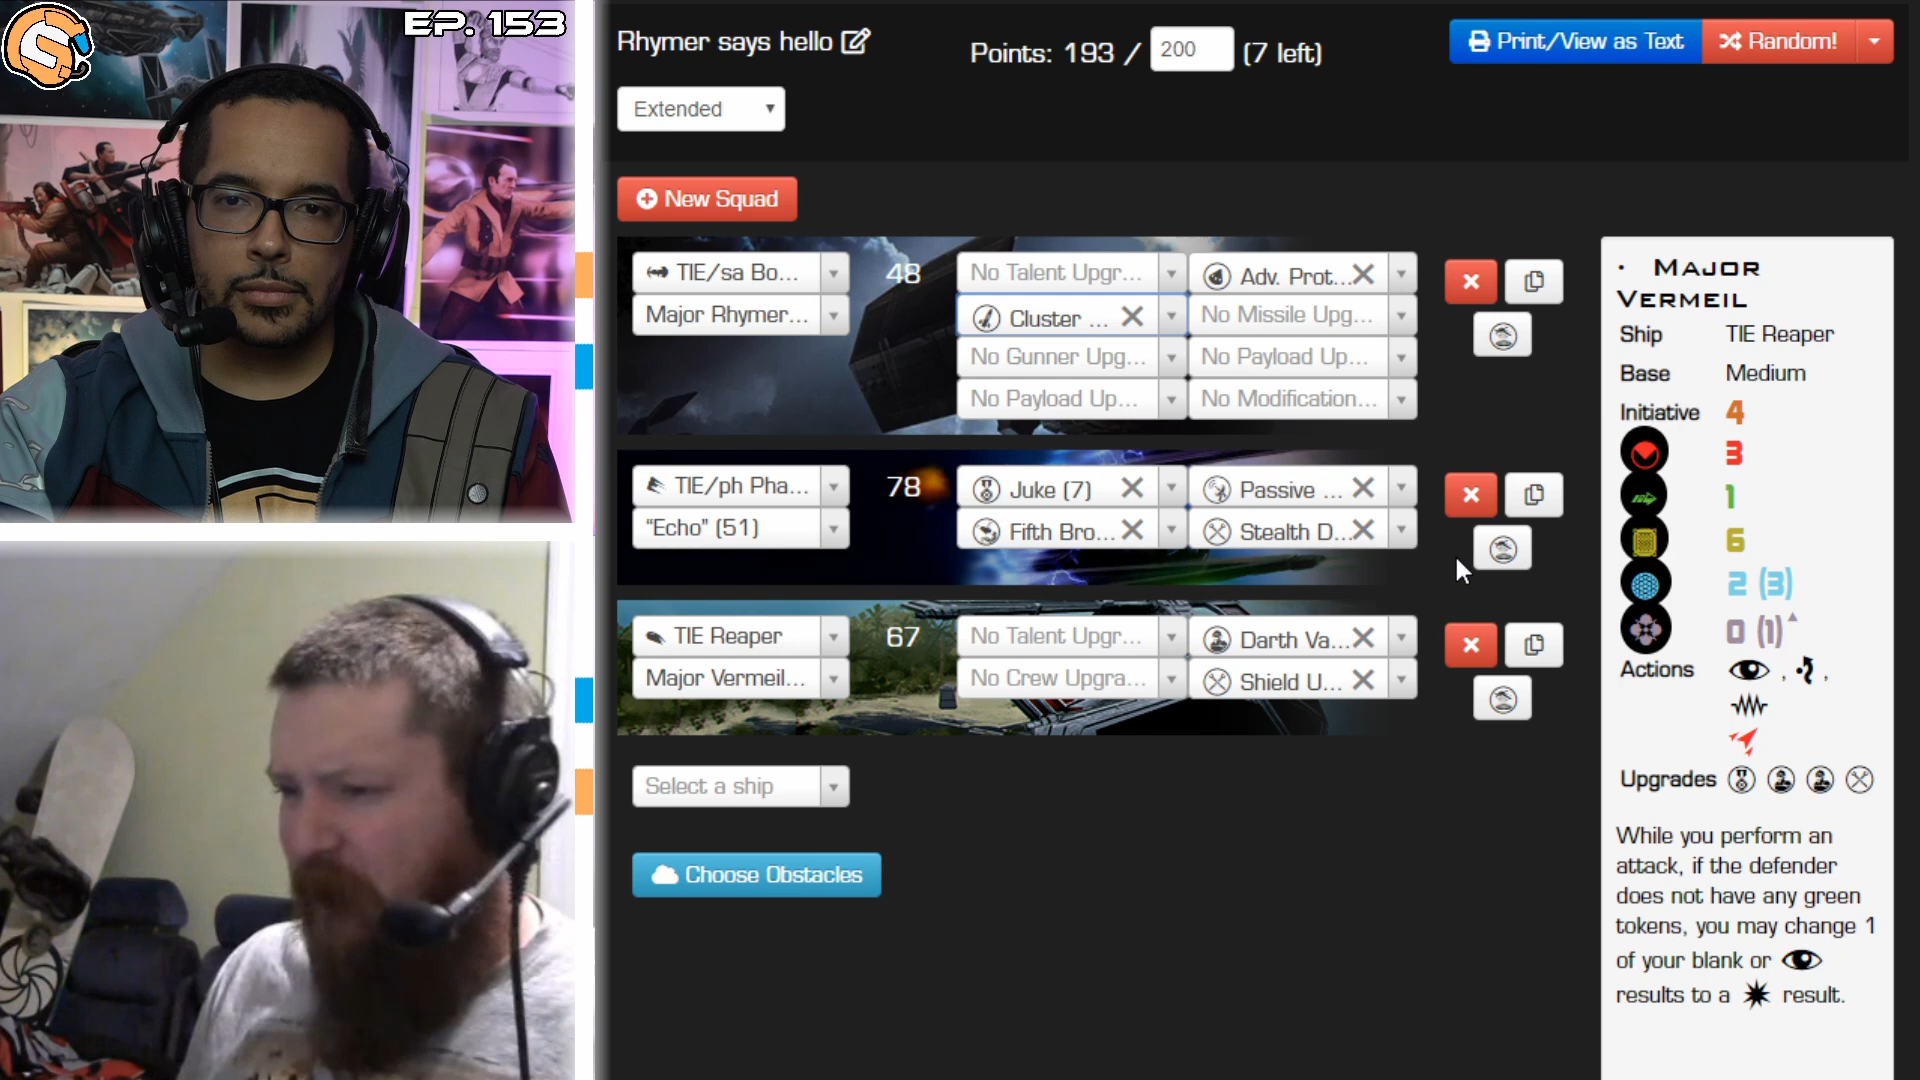 EP. 153
Rhymer says hello
Points: 193 / 200 (7 left)
Print/View as Text
Random!
Extended
New Squad
TIE/sa Bo...
48
No Talent Upgr...
Adv. Prot...
Major Rhymer...
Cluster ...
No Missile Upg...
No Gunner Upg...
No Payload Up...
No Payload Up...
No Modification...
TIE/ph Pha...
78
Juke (7)
Passive ...
“Echo” (51)
Fifth Bro...
Stealth D...
TIE Reaper
67
No Talent Upgr...
Darth Va...
Major Vermeil...
No Crew Upgra...
Shield U...
Select a ship
Choose Obstacles
· Major
Vermeil
Ship TIE Reaper
Base Medium
Initiative 4
3
1
6
2 (3)
0 (1)
Actions
Upgrades
While you perform an
attack, if the defender
does not have any green
tokens, you may change 1
of your blank or
results to a result.